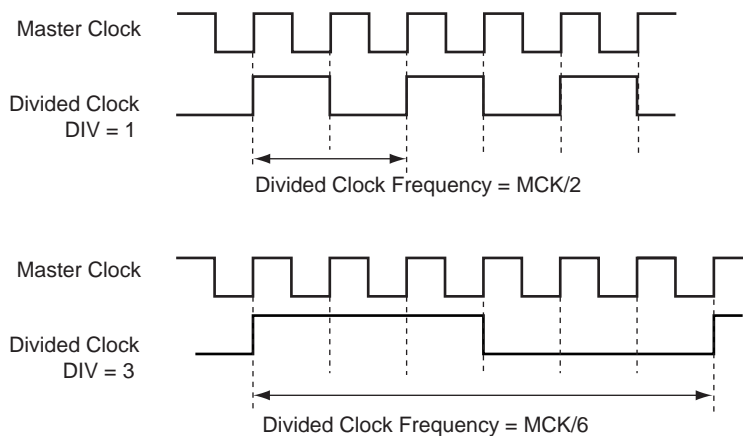 Master Clock
Divided Clock
DIV = 1
Divided Clock Frequency = MCK/2
Master Clock
Divided Clock
DIV = 3
Divided Clock Frequency = MCK/6